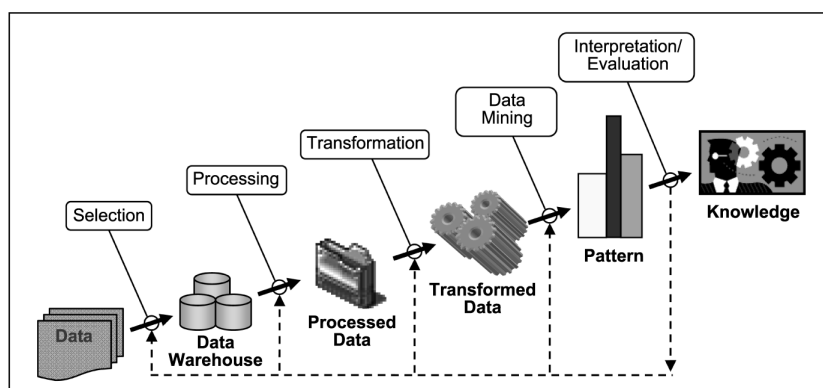 Interpretation/
Evaluation
Data
Mining
Transformation
Processing
Selection
Knowledge
Pattern
Transformed
Data
Processed
Data
Data
Warehouse
Data